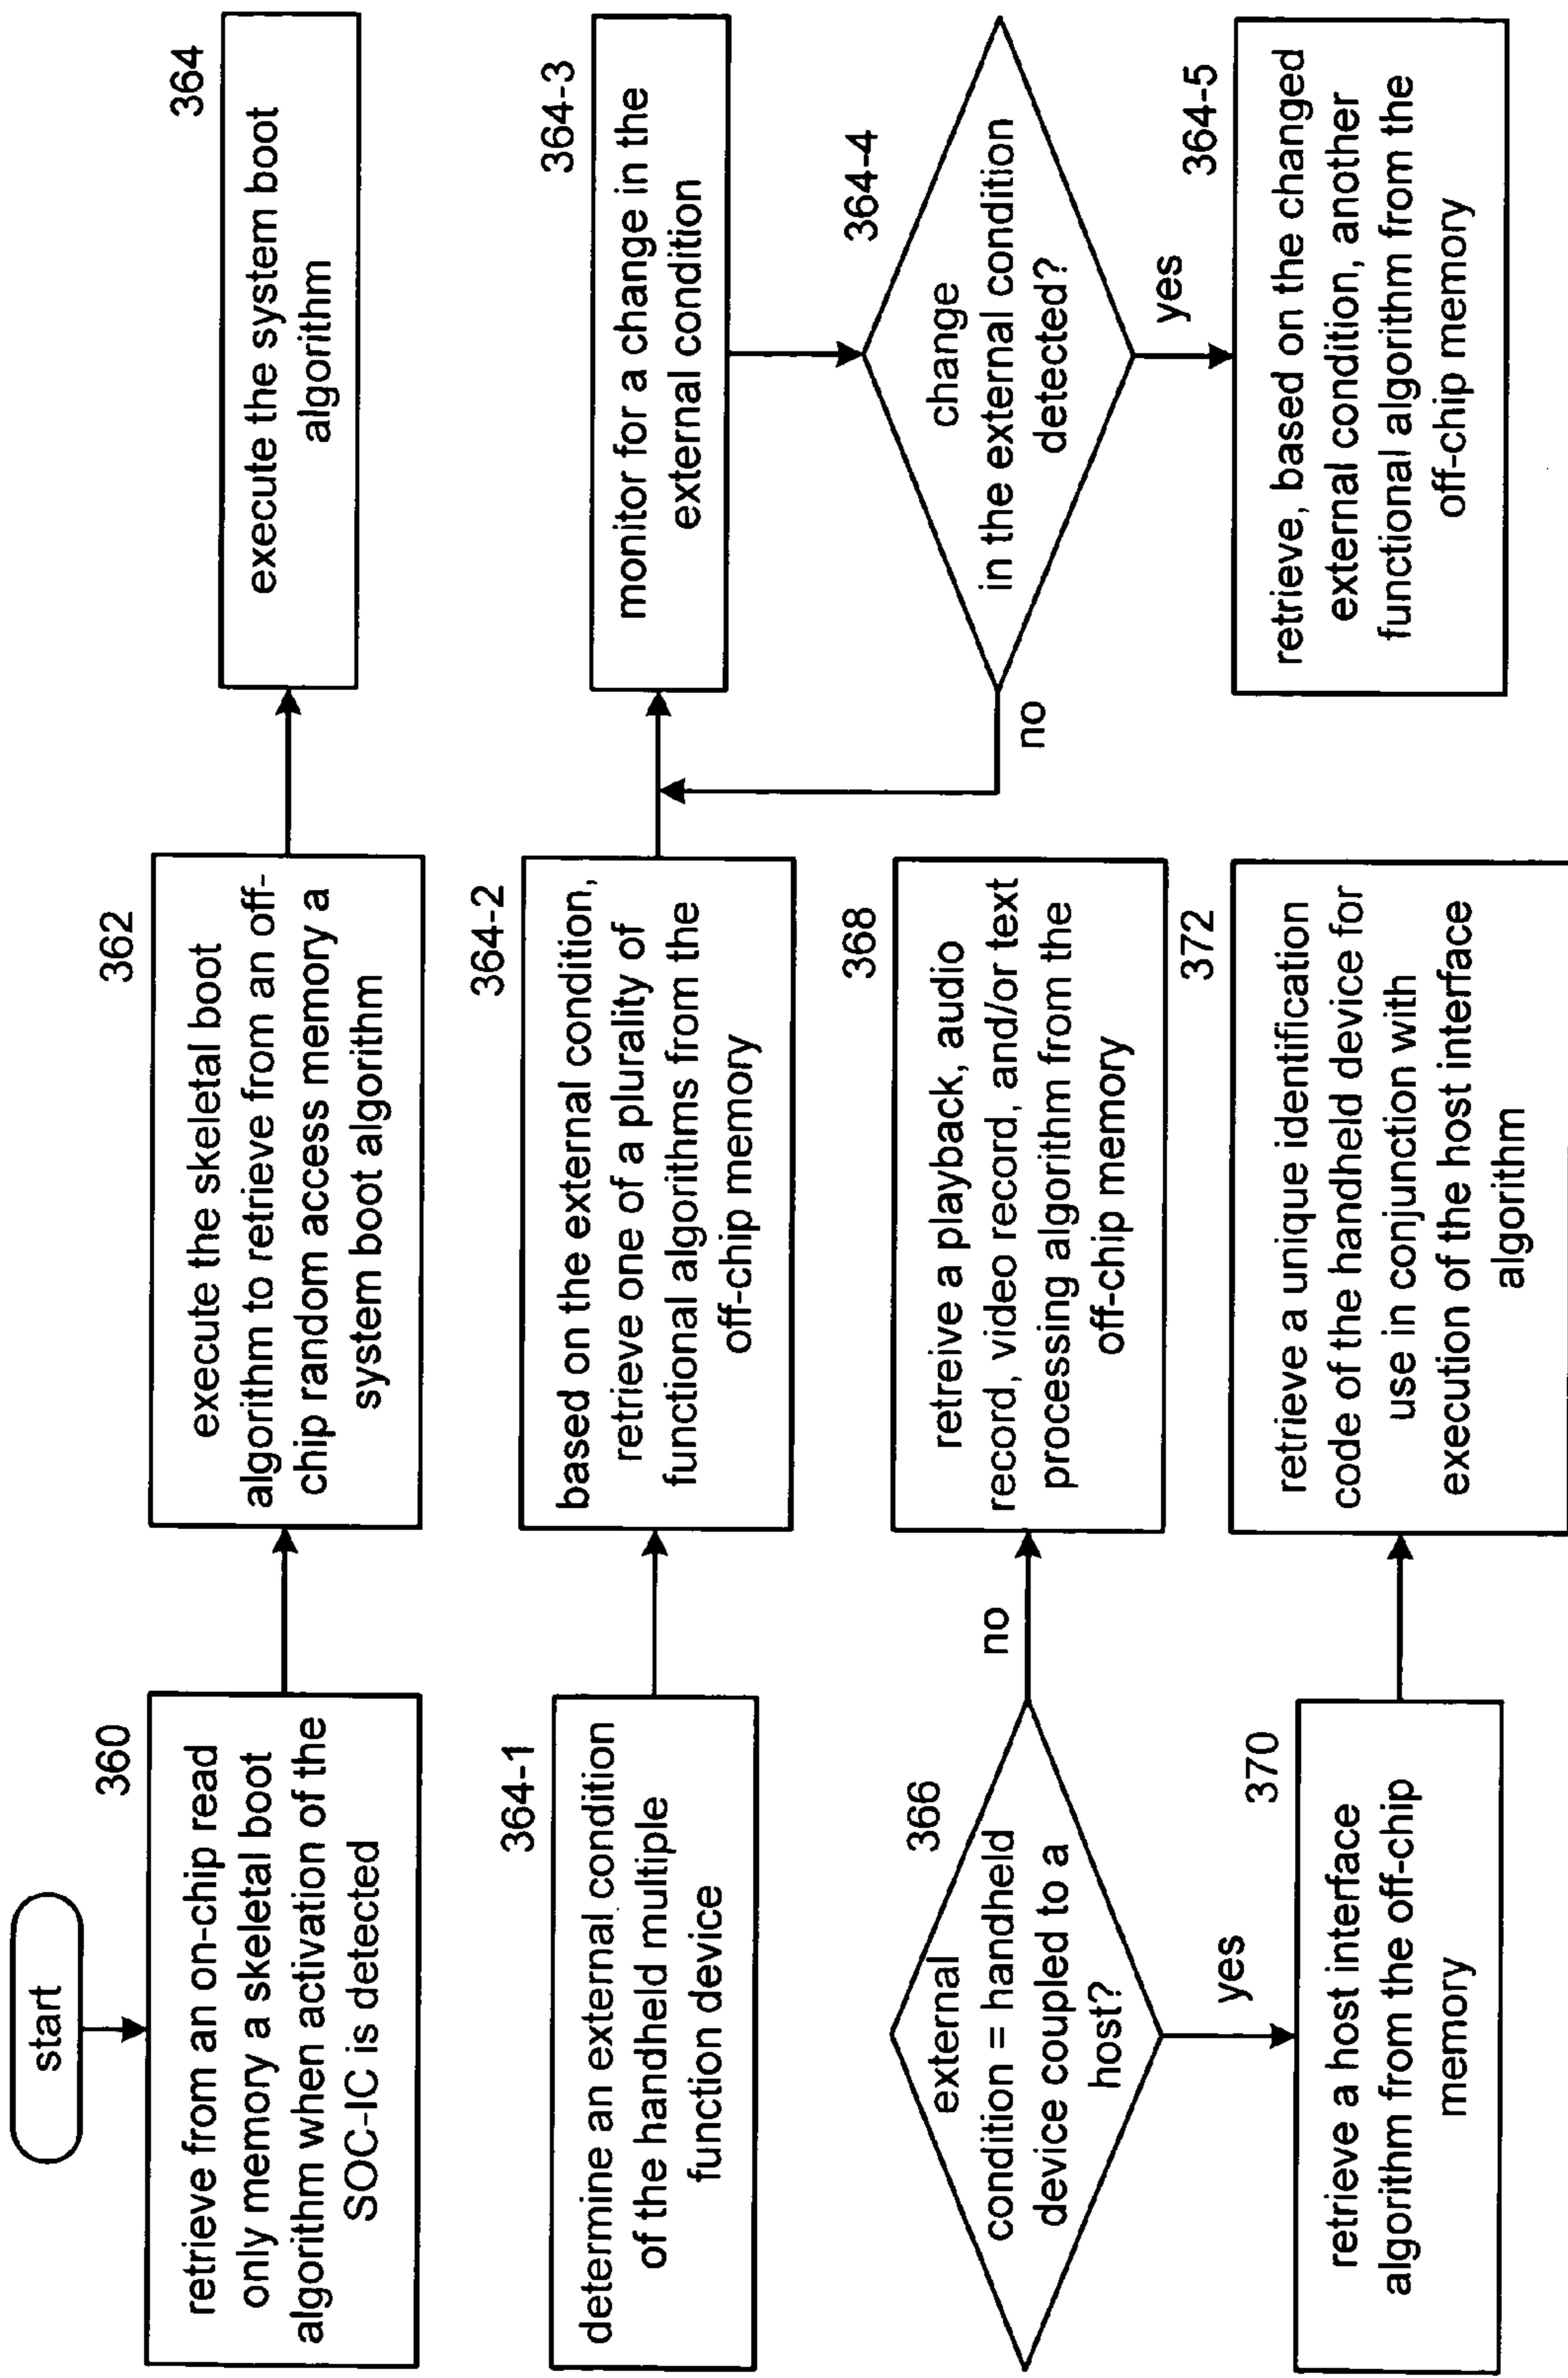 start
360
retrieve from an on-chip read
only memory a skeletal boot
algorithm when activation of the
SOC-IC is detected
362
execute the skeletal boot
algorithm to retrieve from an off-
chip random access memory a
system boot algorithm
364
execute the system boot
algorithm
364-1
determine an external condition
of the handheld multiple
function device
364-2
based on the external condition,
retrieve one of a plurality of
functional algorithms from the
off-chip memory
364-3
monitor for a change in the
external condition
364-4
change
in the external condition
detected?
no
yes
364-5
retrieve, based on the changed
external condition, another
functional algorithm from the
off-chip memory
366
external
condition = handheld
device coupled to a
host?
no
yes
368
retreive a playback, audio
record, video record, and/or text
processing algorithm from the
off-chip memory
370
retrieve a host interface
algorithm from the off-chip
memory
372
retrieve a unique identification
code of the handheld device for
use in conjunction with
execution of the host interface
algorithm